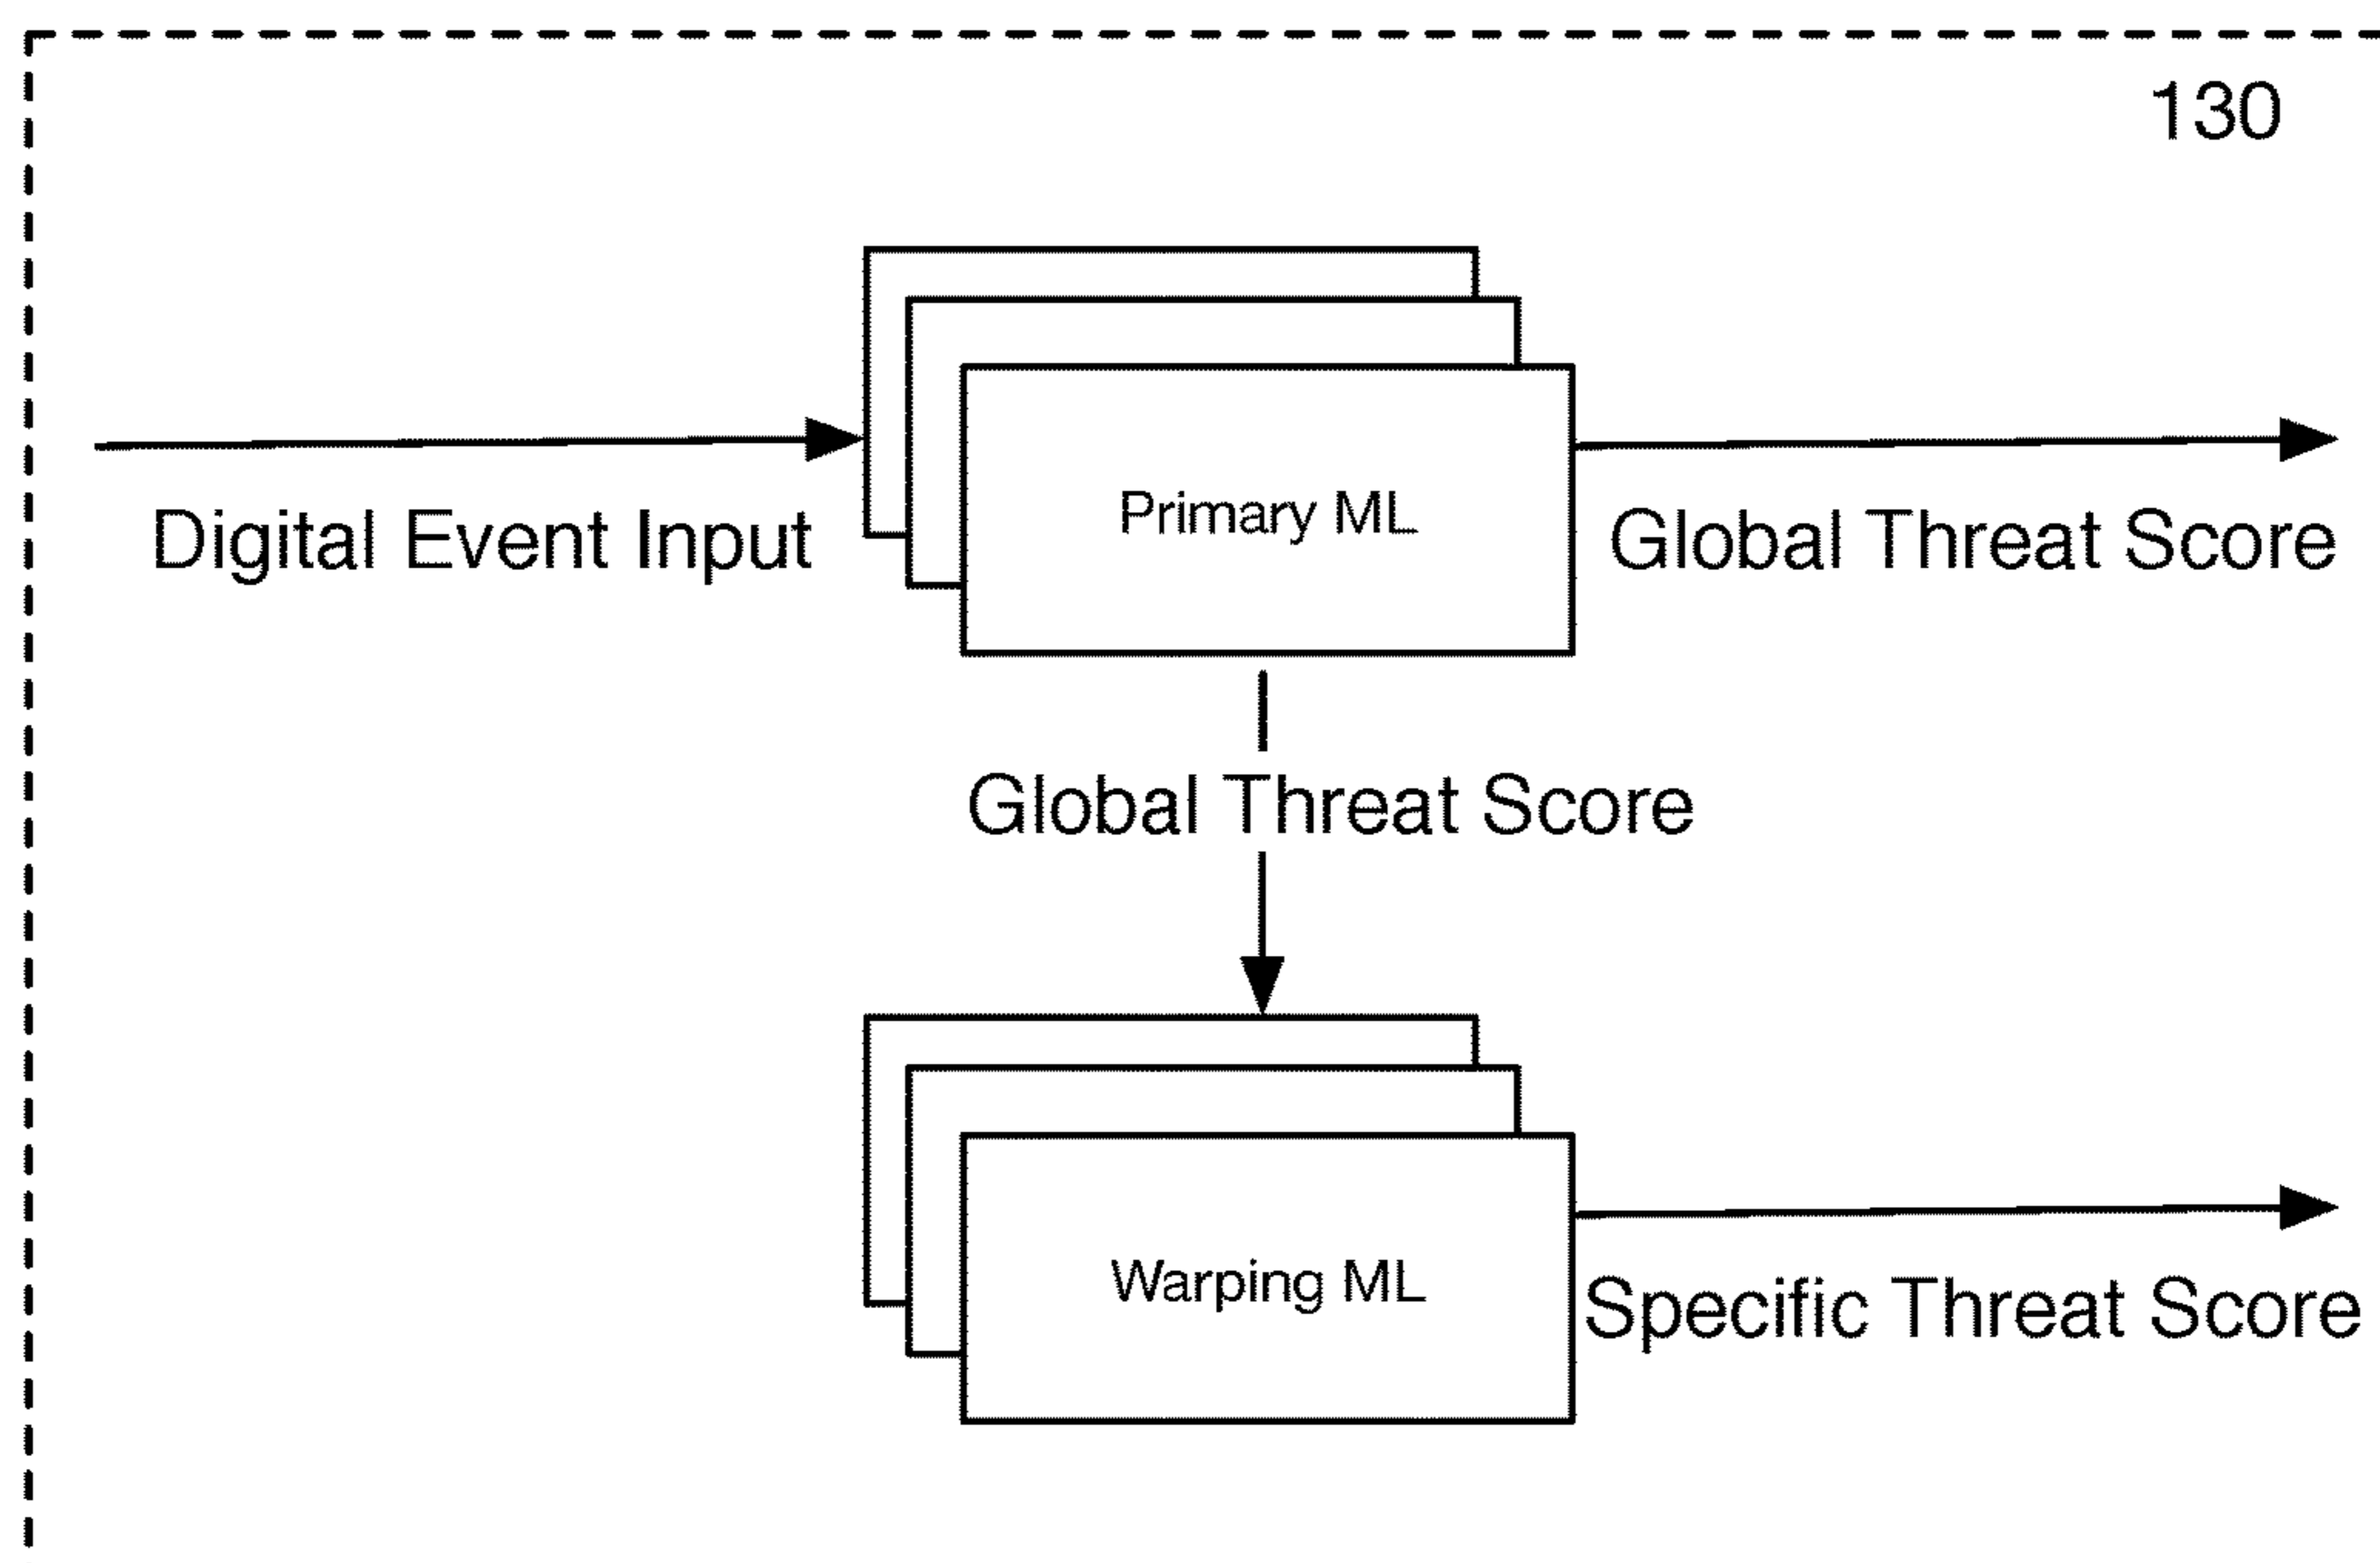 130
Primary ML
Digital Event Input
Global Threat Score
Global Threat Score
Warping ML
Specific Threat Score